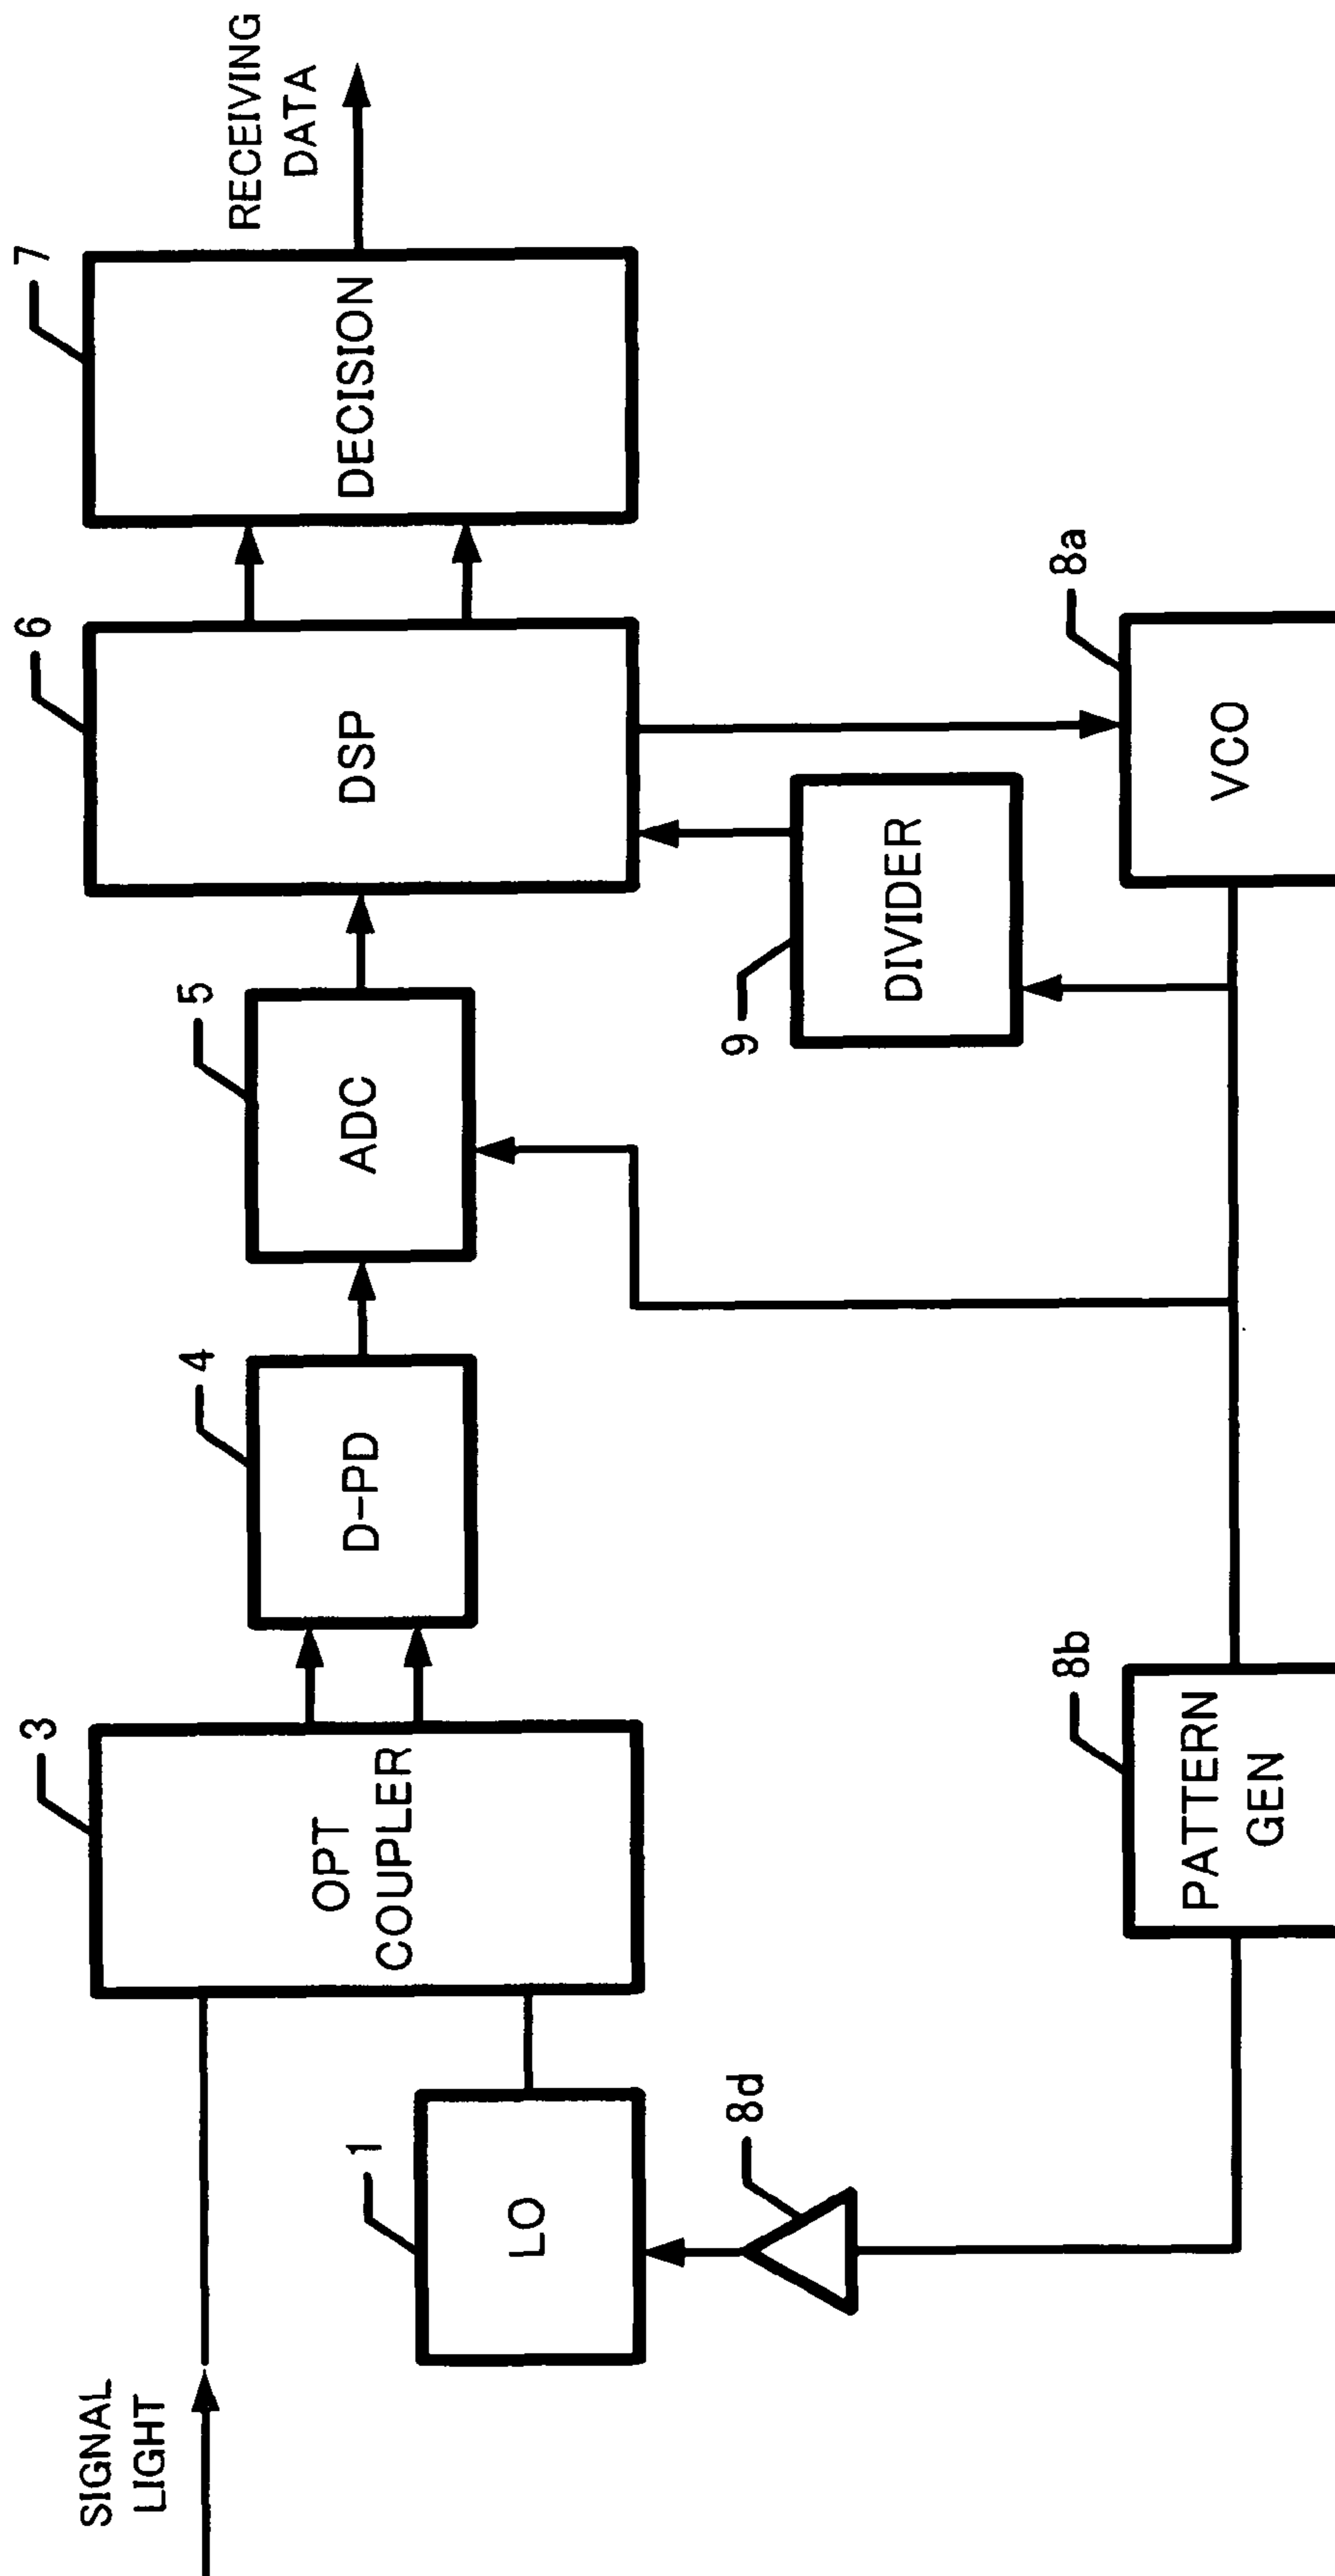 SIGNAL
LIGHT
3
OPT
COUPLER
1
LO
8d
4
D-PD
5
ADC
6
DSP
7
DECISION
RECEIVING
DATA
9
DIVIDER
8b
PATTERN
GEN
8a
VCO